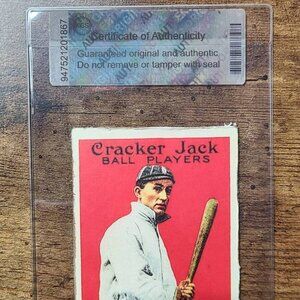 Certificate of Authenticity
Guaranteed original and authentic
Do not remove or tamper with seal
947521201867
Cracker Jack
BALL PLAYERS